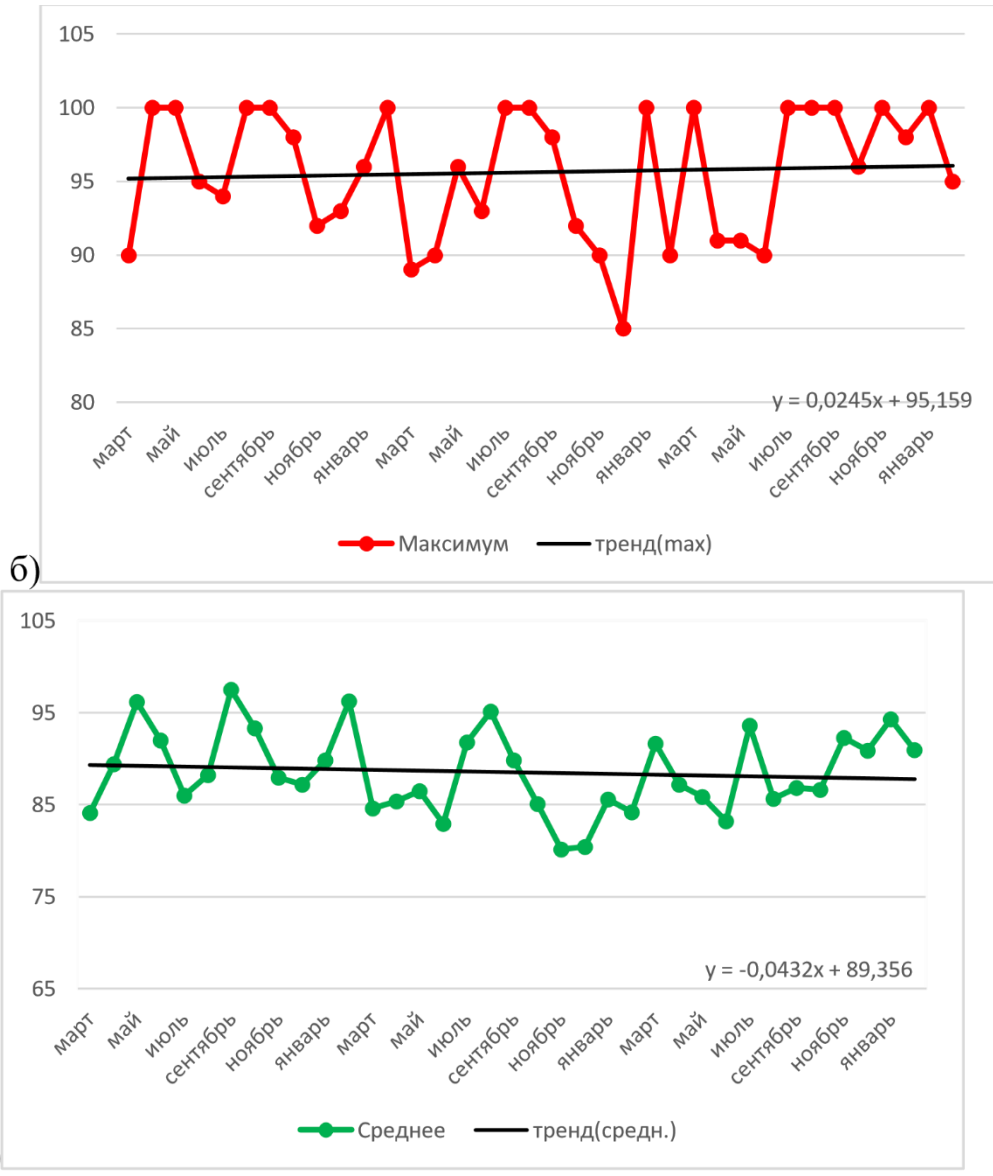 105
100
95
90
85
80
y = 0,0245x + 95,159
март май июль сентябрь ноябрь январь март май июль сентябрь ноябрь январь март май июль сентябрь ноябрь январь
Максимум тренд(max)
б)
105
95
85
75
65
y = -0,0432x + 89,356
март май июль сентябрь ноябрь январь март май июль сентябрь ноябрь январь март май июль сентябрь ноябрь январь
Среднее тренд(средн.)